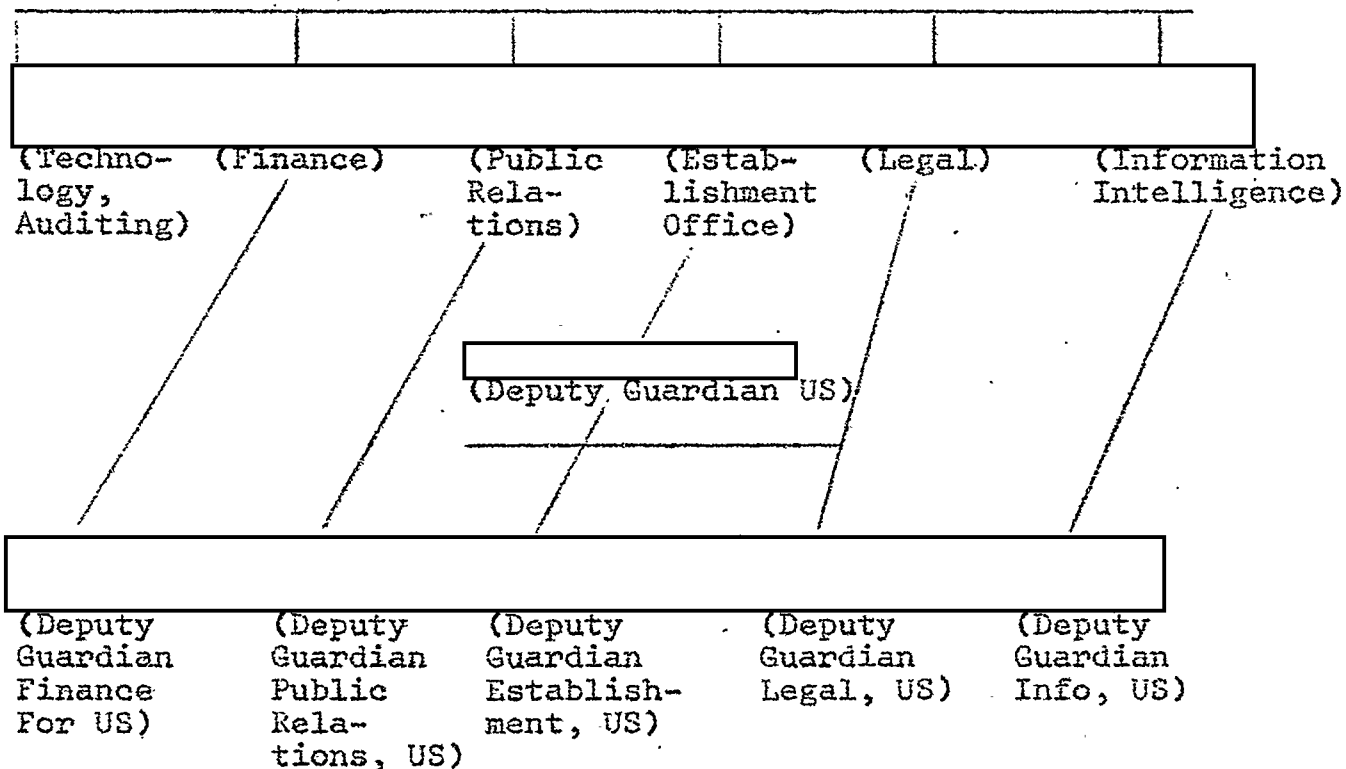 (Techno- (Finance) (Public (Estab- (Legal) (Information
logy, Rela- lishment Intelligence)
Auditing) tions) Office)
(Deputy Guardian US)
(Deputy (Deputy (Deputy (Deputy (Deputy
Guardian Guardian Guardian Guardian Guardian
Finance Public Establish- Legal, US) Info, US)
For US) Rela- ment, US)
tions, US)